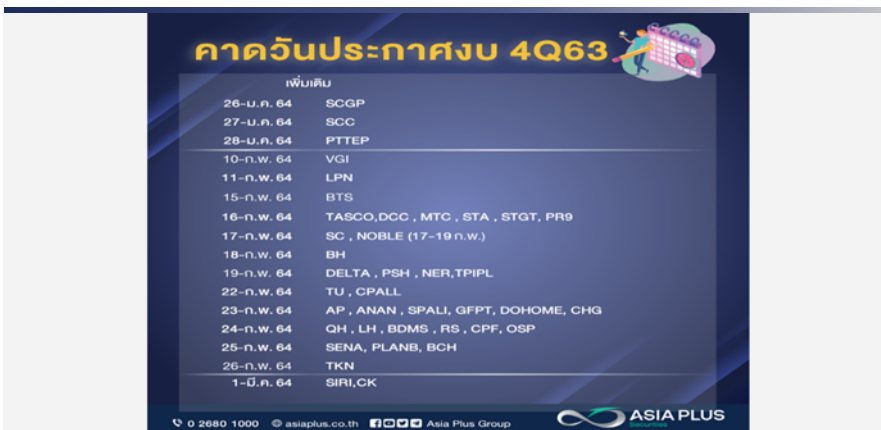 คาดวันประกาศงบ 4Q63
เพิ่มเติม
26-ม.ค. 64 SCGP
27-ม.ค. 64 SCC
28-ม.ค. 64 PTTEP
10-ก.พ. 64 VGI
11-ก.พ. 64 LPN
15-ก.พ. 64 BTS
16-ก.พ. 64 TASCO,DCC , MTC , STA , STGT, PR9
17-ก.พ. 64 SC , NOBLE (17-19 ก.พ.)
18-ก.พ. 64 BH
19-ก.พ. 64 DELTA , PSH , NER,TPIPL
22-ก.พ. 64 TU , CPALL
23-ก.พ. 64 AP , ANAN , SPALI, GFPT, DOHOME, CHG
24-ก.พ. 64 QH , LH , BDMS , RS , CPF, OSP
25-ก.พ. 64 SENA, PLANB, BCH
26-ก.พ. 64 TKN
1-มี.ค. 64 SIRI,CK
0 2680 1000 asiaplus.co.th Asia Plus Group
ASIA PLUS
Securities